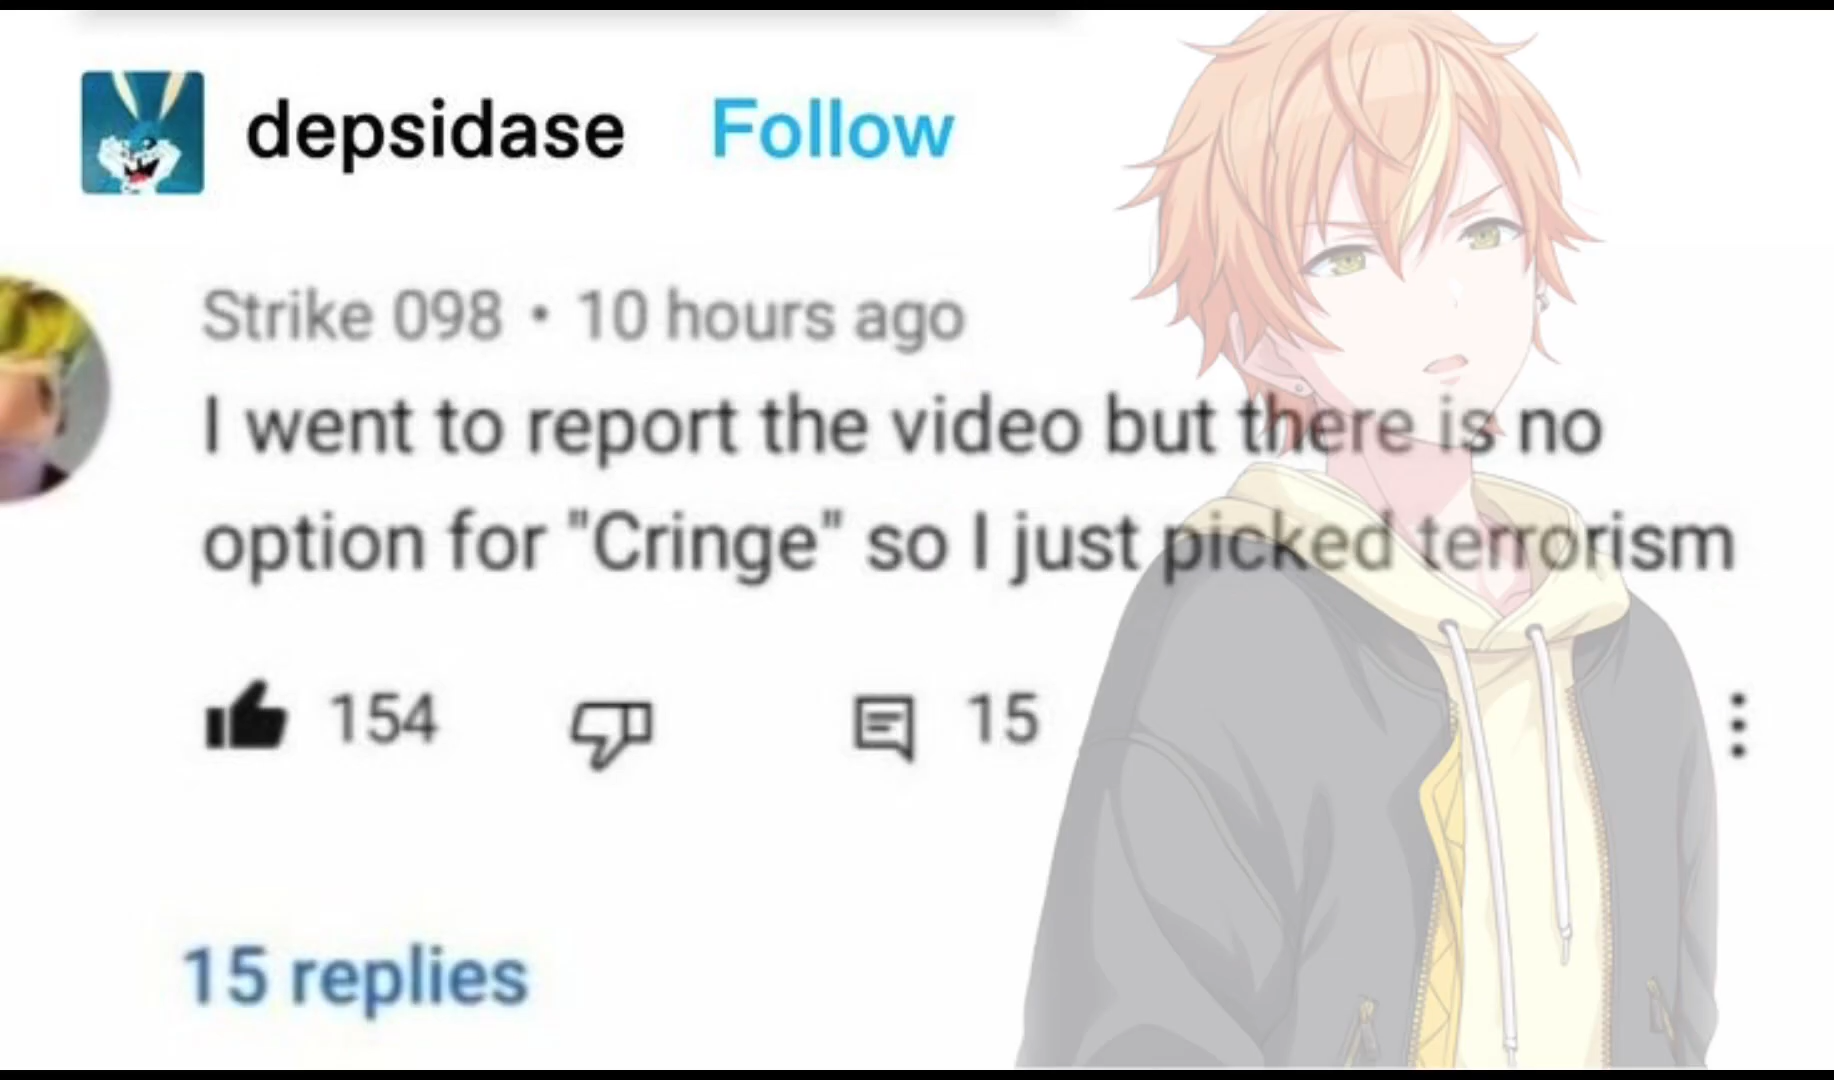 depsidase Follow
Strike 098 • 10 hours ago
I went to report the video but there is no
option for "Cringe" so I just picked terrorism
154 15
15 replies